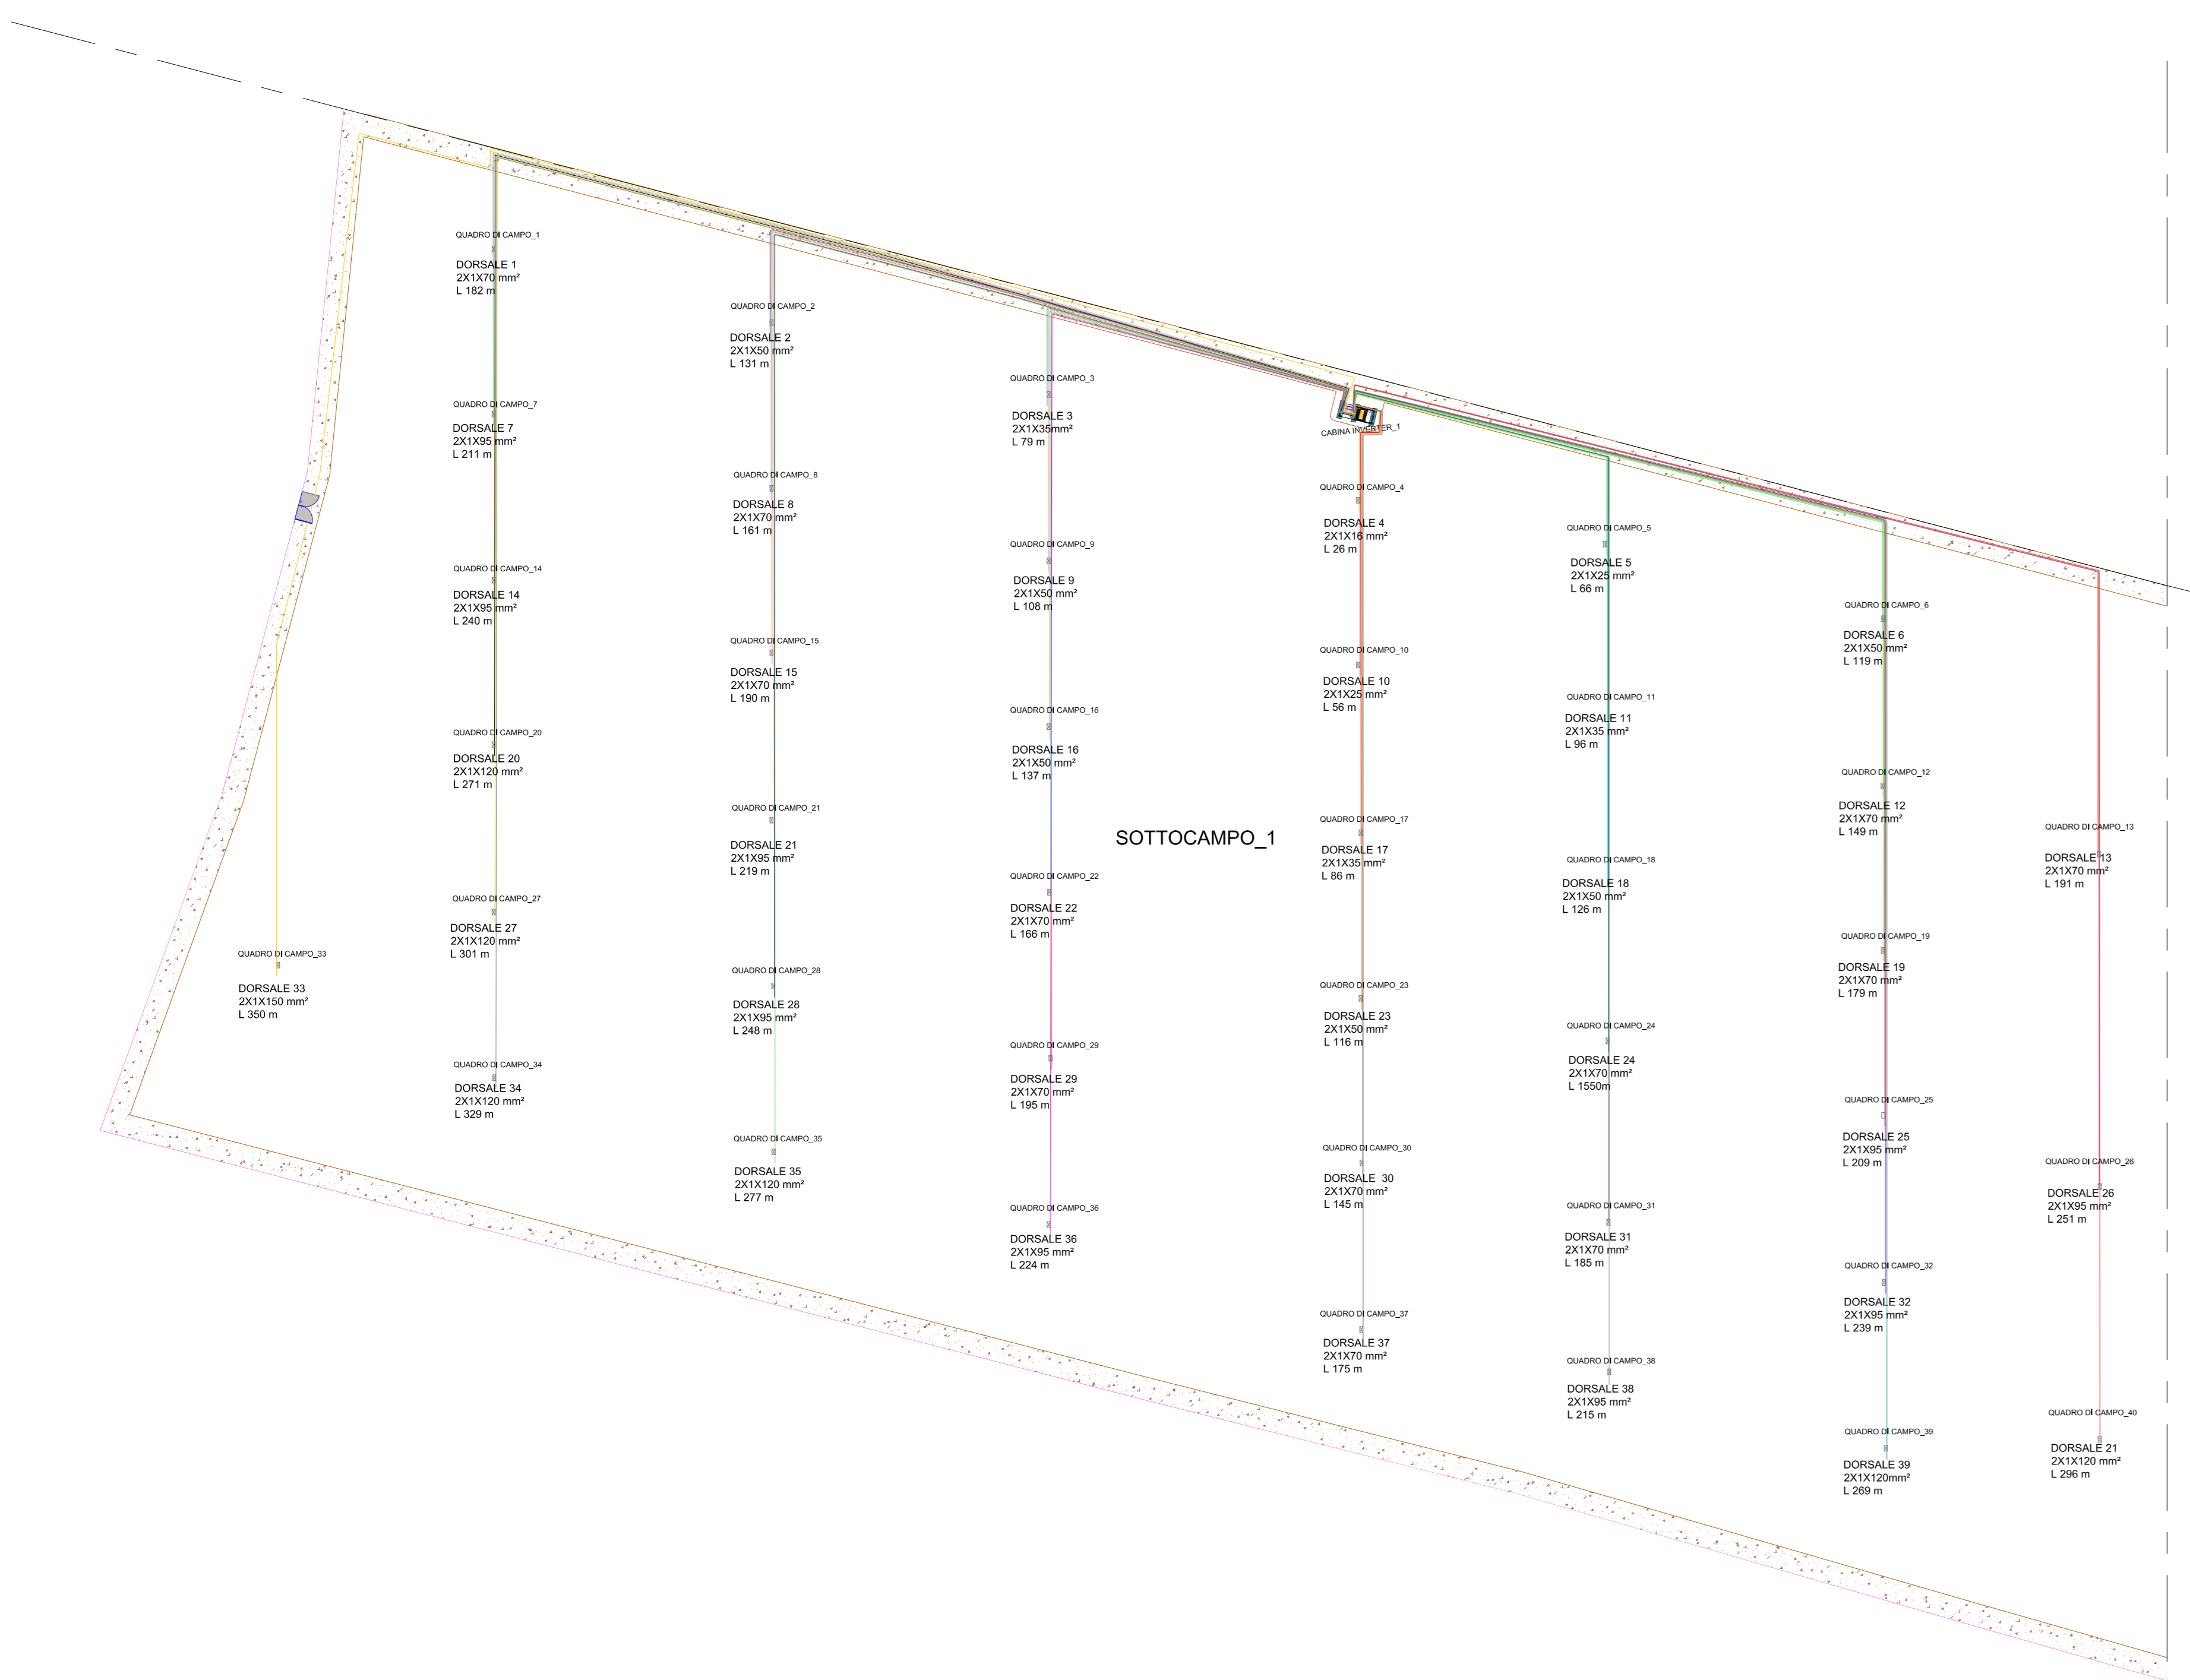 QUADRO DI CAMPO_1
DORSALE 1
2X1X70 mm²
L 182 m
QUADRO DI CAMPO_7
DORSALE 7
2X1X95 mm²
L 211 m
QUADRO DI CAMPO_14
DORSALE 14
2X1X95 mm²
L 240 m
QUADRO DI CAMPO_20
DORSALE 20
2X1X120 mm²
L 271 m
QUADRO DI CAMPO_27
DORSALE 27
2X1X120 mm²
L 301 m
QUADRO DI CAMPO_33
DORSALE 33
2X1X150 mm²
L 350 m
QUADRO DI CAMPO_34
DORSALE 34
2X1X120 mm²
L 329 m
QUADRO DI CAMPO_2
DORSALE 2
2X1X50 mm²
L 131 m
QUADRO DI CAMPO_8
DORSALE 8
2X1X70 mm²
L 161 m
QUADRO DI CAMPO_15
DORSALE 15
2X1X70 mm²
L 190 m
QUADRO DI CAMPO_21
DORSALE 21
2X1X95 mm²
L 219 m
QUADRO DI CAMPO_28
DORSALE 28
2X1X95 mm²
L 248 m
QUADRO DI CAMPO_35
DORSALE 35
2X1X120 mm²
L 277 m
QUADRO DI CAMPO_3
DORSALE 3
2X1X35mm²
L 79 m
QUADRO DI CAMPO_9
DORSALE 9
2X1X50 mm²
L 108 m
QUADRO DI CAMPO_16
DORSALE 16
2X1X50 mm²
L 137 m
QUADRO DI CAMPO_22
DORSALE 22
2X1X70 mm²
L 166 m
QUADRO DI CAMPO_29
DORSALE 29
2X1X70 mm²
L 195 m
QUADRO DI CAMPO_36
DORSALE 36
2X1X95 mm²
L 224 m
SOTTOCAMPO_1
CABINA INVERTER_1
QUADRO DI CAMPO_4
DORSALE 4
2X1X16 mm²
L 26 m
QUADRO DI CAMPO_10
DORSALE 10
2X1X25 mm²
L 56 m
QUADRO DI CAMPO_17
DORSALE 17
2X1X35 mm²
L 86 m
QUADRO DI CAMPO_23
DORSALE 23
2X1X50 mm²
L 116 m
QUADRO DI CAMPO_30
DORSALE 30
2X1X70 mm²
L 145 m
QUADRO DI CAMPO_37
DORSALE 37
2X1X70 mm²
L 175 m
QUADRO DI CAMPO_5
DORSALE 5
2X1X25 mm²
L 66 m
QUADRO DI CAMPO_11
DORSALE 11
2X1X35 mm²
L 96 m
QUADRO DI CAMPO_18
DORSALE 18
2X1X50 mm²
L 126 m
QUADRO DI CAMPO_24
DORSALE 24
2X1X70 mm²
L 1550m
QUADRO DI CAMPO_31
DORSALE 31
2X1X70 mm²
L 185 m
QUADRO DI CAMPO_38
DORSALE 38
2X1X95 mm²
L 215 m
QUADRO DI CAMPO_6
DORSALE 6
2X1X50 mm²
L 119 m
QUADRO DI CAMPO_12
DORSALE 12
2X1X70 mm²
L 149 m
QUADRO DI CAMPO_19
DORSALE 19
2X1X70 mm²
L 179 m
QUADRO DI CAMPO_25
DORSALE 25
2X1X95 mm²
L 209 m
QUADRO DI CAMPO_32
DORSALE 32
2X1X95 mm²
L 239 m
QUADRO DI CAMPO_39
DORSALE 39
2X1X120mm²
L 269 m
QUADRO DI CAMPO_13
DORSALE 13
2X1X70 mm²
L 191 m
QUADRO DI CAMPO_26
DORSALE 26
2X1X95 mm²
L 251 m
QUADRO DI CAMPO_40
DORSALE 21
2X1X120 mm²
L 296 m